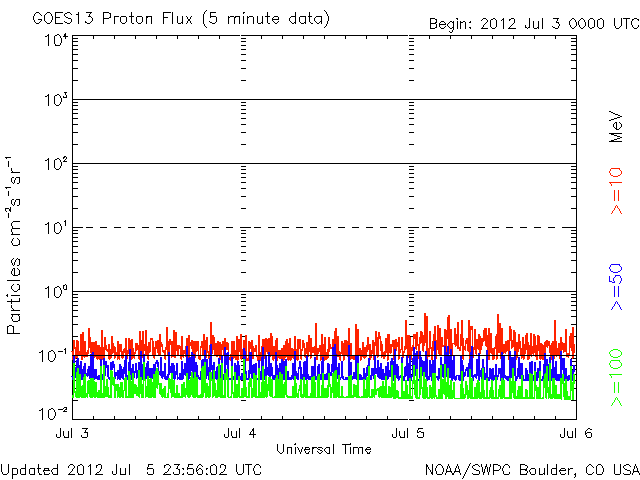 GOES13 Proton Flux (5 minute data)
Begin: 2012 Jul 3 0000 UTC
Particles cm⁻²s⁻¹sr⁻¹
10⁴
10³
10²
10¹
10⁰
10⁻¹
10⁻²
MeV
>=10
>=50
>=100
Jul 3
Jul 4
Jul 5
Jul 6
Universal Time
Updated 2012 Jul 5 23:56:02 UTC
NOAA/SWPC Boulder, CO USA